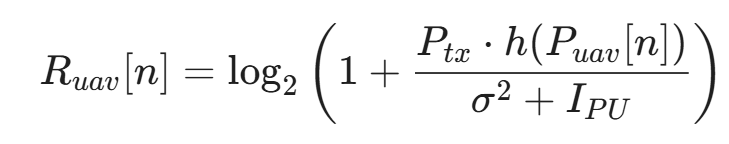 R_{uav}[n] = \log_2 \left( 1 + \frac{P_{tx} \cdot h(P_{uav}[n])}{\sigma^2 + I_{PU}} \right)